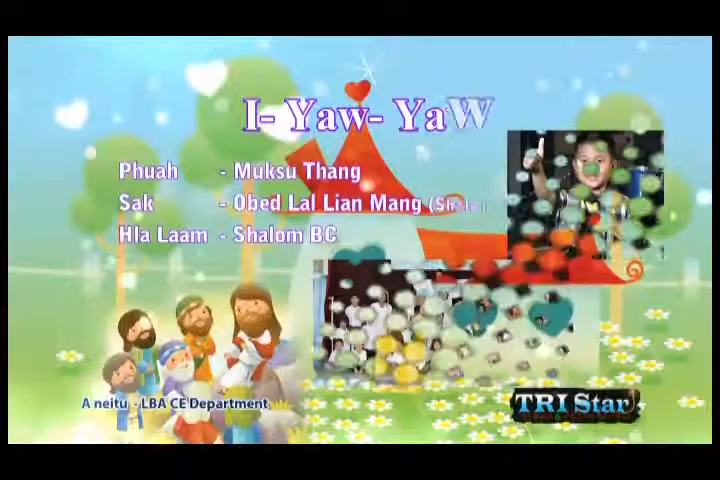 I- Yaw- Yaw
Phuah - Muksu Thang
Sak - Obed Lal Lian Mang
Hla Laam - Shalom BC
A neitu - LBA CE Department
TRI Star